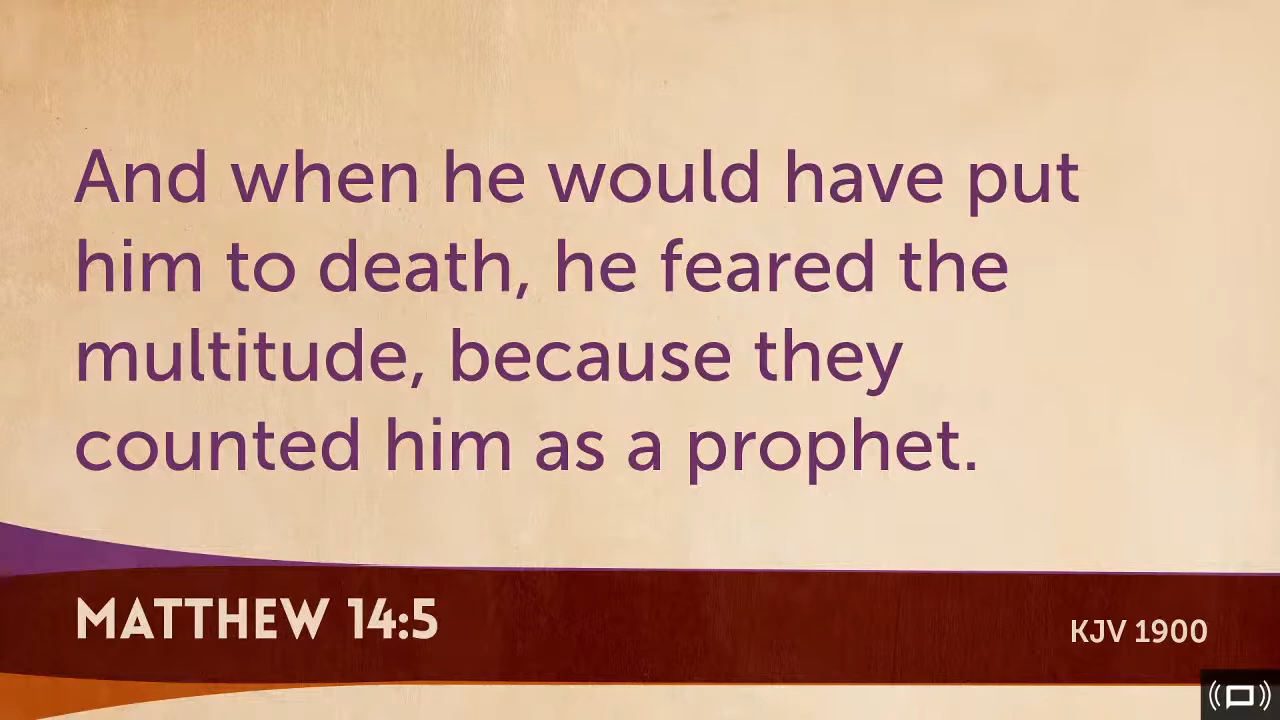 And when he would have put
him to death, he feared the
multitude, because they
counted him as a prophet.
MATTHEW 14:5
KJV 1900